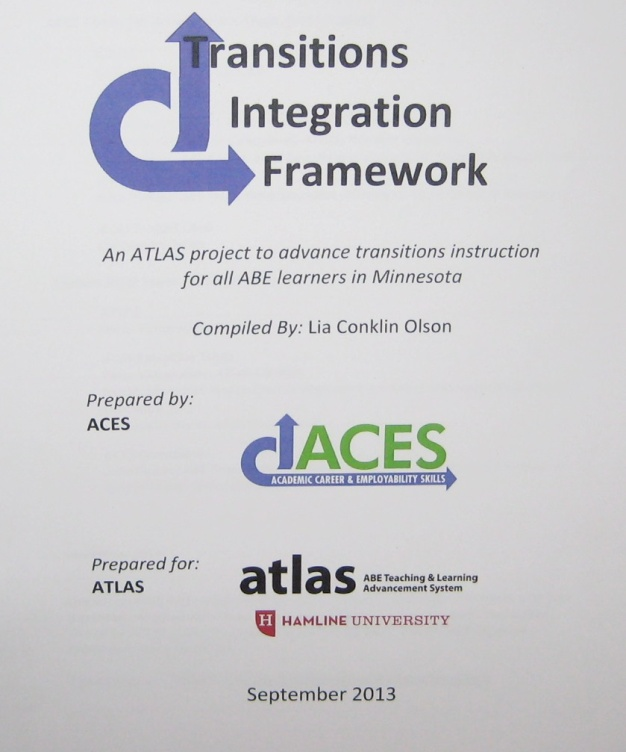 Transitions
Integration
Framework
An ATLAS project to advance transitions instruction
for all ABE learners in Minnesota
Compiled By: Lia Conklin Olson
Prepared by:
ACES
ACES
ACADEMIC CAREER & EMPLOYABILITY SKILLS
Prepared for:
ATLAS
atlas
ABE Teaching & Learning
Advancement System
H HAMLINE UNIVERSITY
September 2013